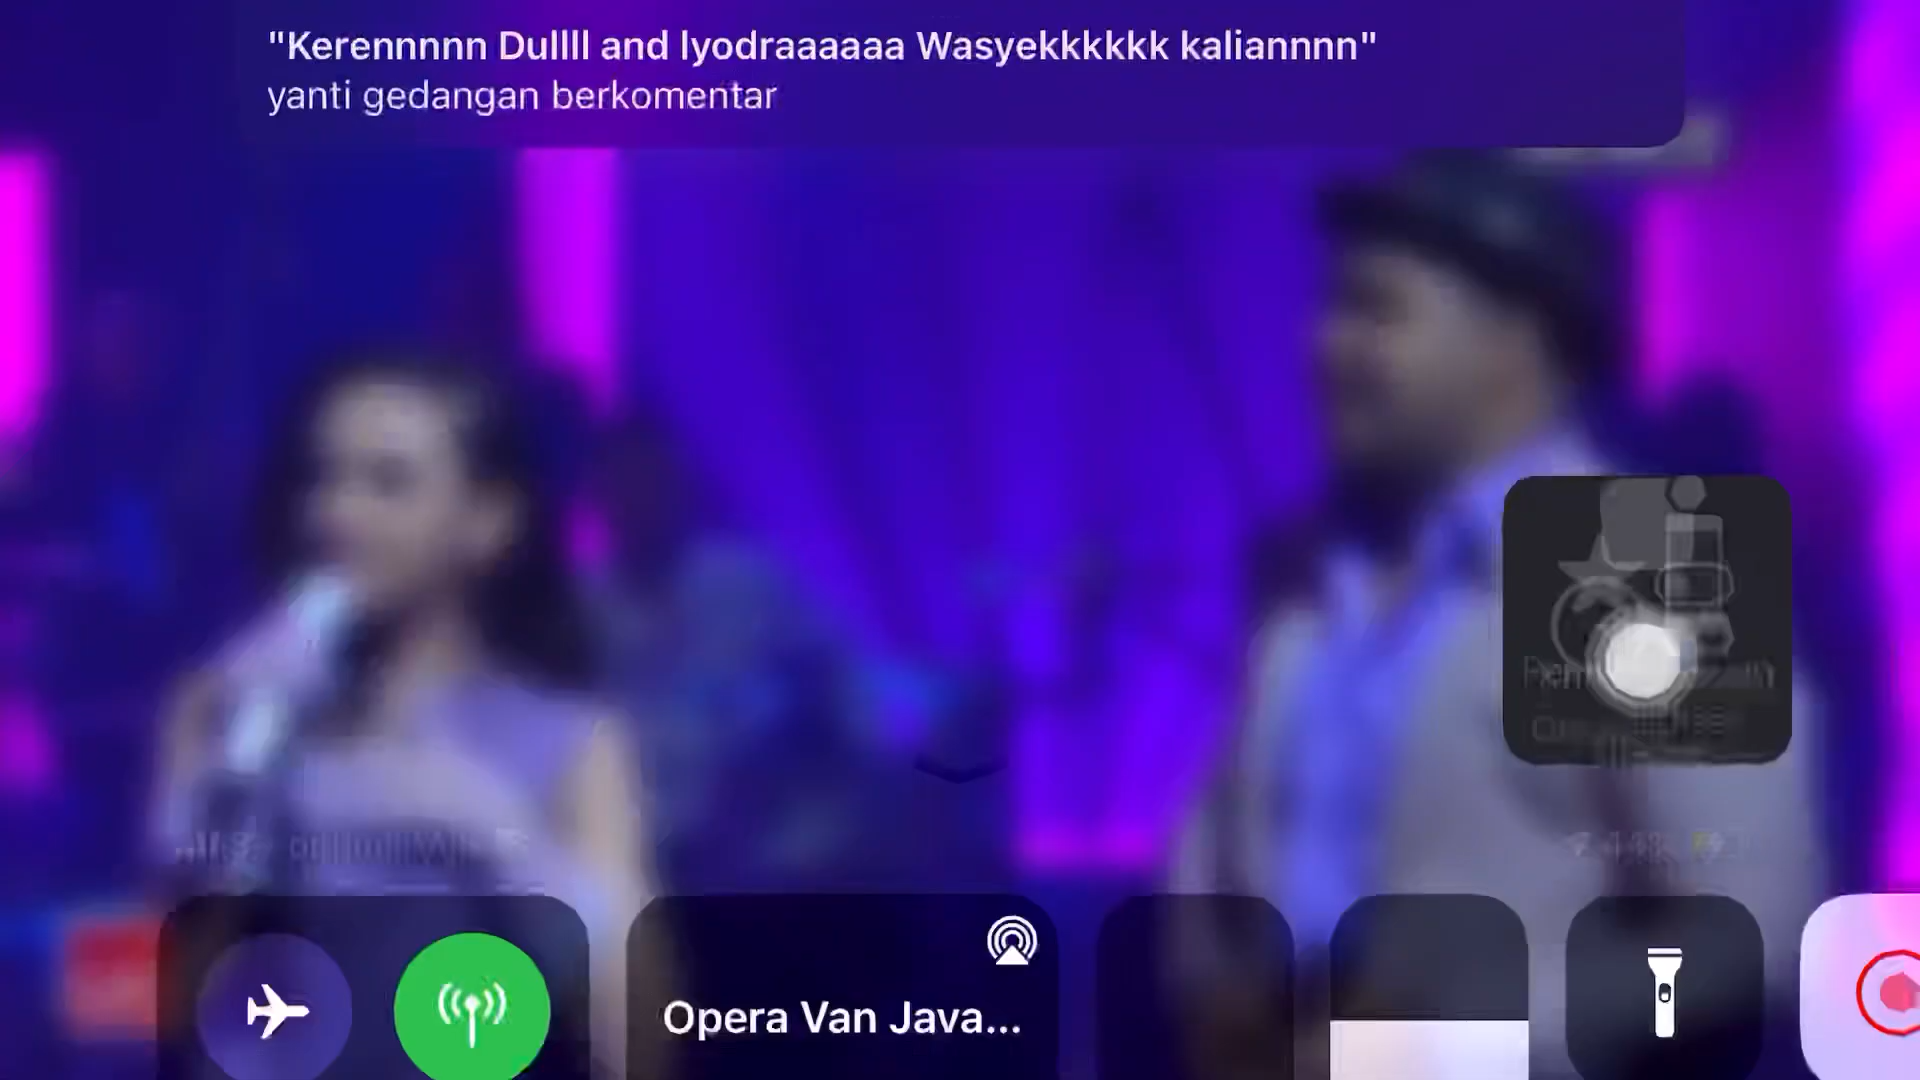 "Kerennnnn Dullll and lyodraaaaaa Wasyekkkkkk kaliannnn"
yanti gedangan berkomentar
Opera Van Java...